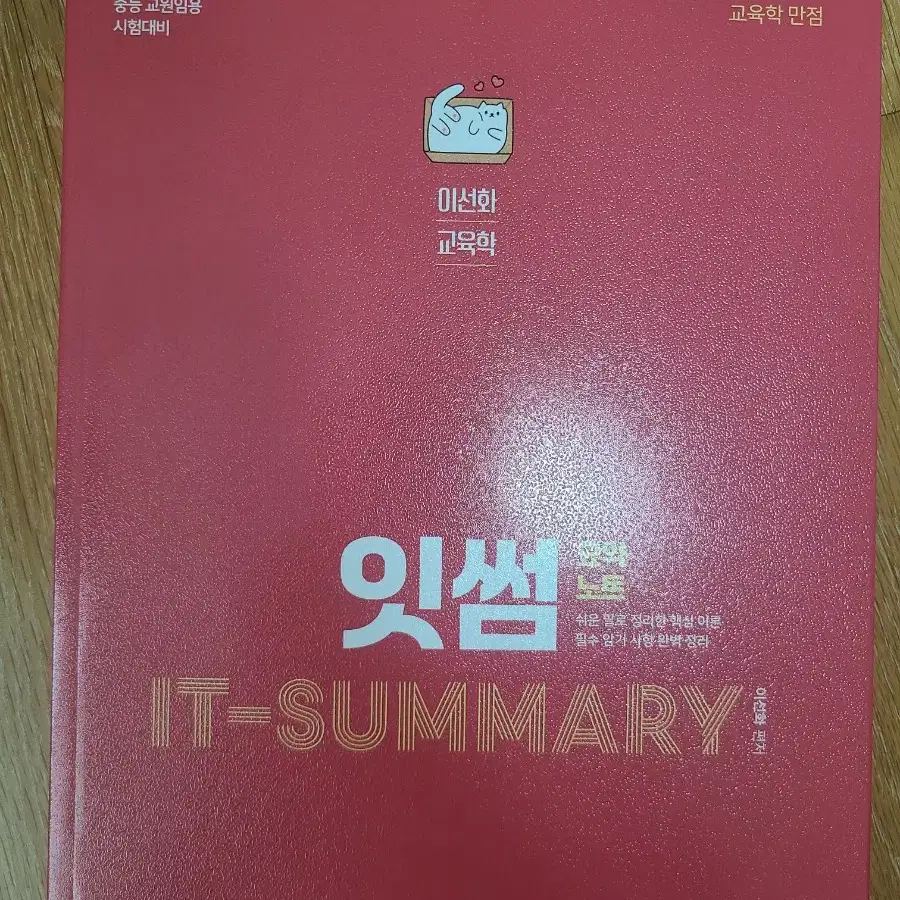 중등 교원임용
시험대비
교육학 만점
이선화
교육학
잇썸
요약
노트
쉬운 말로 정리한 핵심 이론
필수 암기 사항 완벽 정리
IT-SUMMARY
이선화 편저